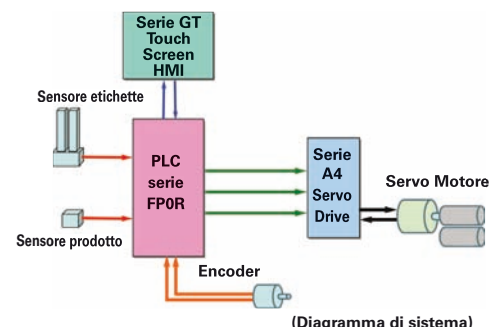 Serie GT
Touch
Screen
HMI
Sensore etichette
PLC
serie
FP0R
Serie
A4
Servo
Drive
Servo Motore
Sensore prodotto
Encoder
(Diagramma di sistema)